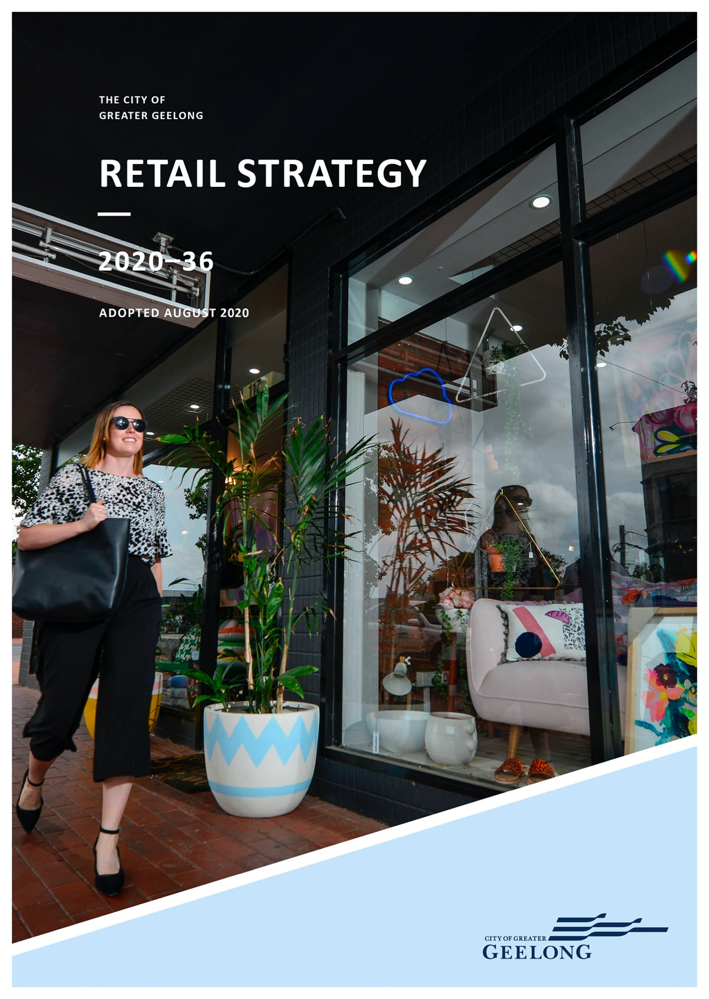 THE CITY OF
GREATER GEELONG
RETAIL STRATEGY
2020–36
ADOPTED AUGUST 2020
CITY OF GREATER
GEELONG